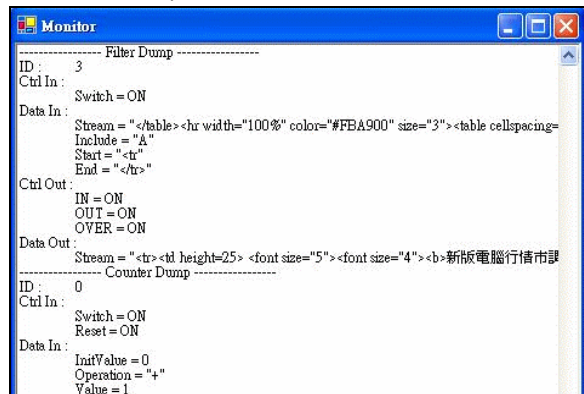 Monitor
----------------- Filter Dump -----------------
ID : 3
Ctrl In :
Switch = ON
Data In :
Stream = "</table><hr width="100%" color="#FBA900" size="3"><table cellspacing=
Include = "A"
Start = "<tr"
End = "</tr>"
Ctrl Out :
IN = ON
OUT = ON
OVER = ON
Data Out :
Stream = "<tr><td height=25> <font size="5"><font size="4"><b>新版電腦行情市
----------------- Counter Dump -----------------
ID : 0
Ctrl In :
Switch = ON
Reset = ON
Data In :
InitValue = 0
Operation = "+"
Value = 1